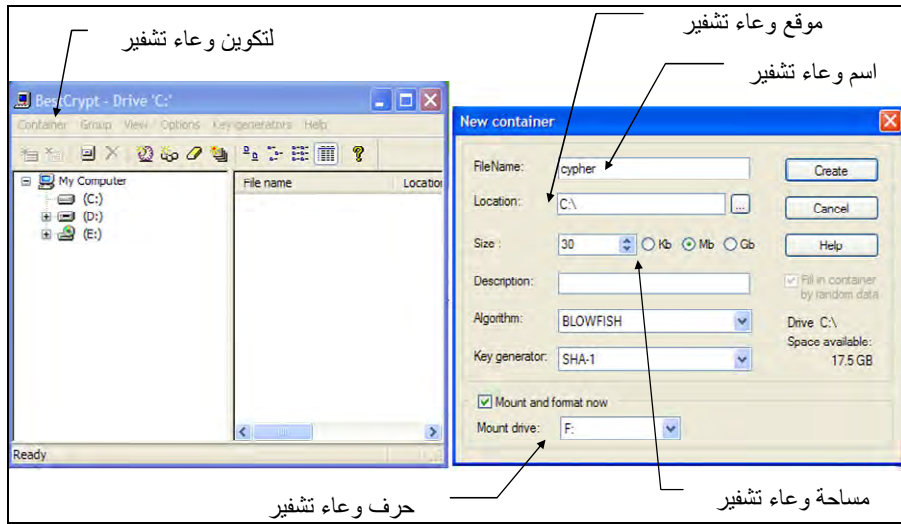 موقع وعاء تشفير
لتكوين وعاء تشفير
اسم وعاء تشفير
BestCrypt - Drive 'C:'
Container Group View Options Key generators Help
My Computer
(C:)
(D:)
(E:)
File name Location
Ready
New container
FileName: cypher
Create
Location: C:\ ...
Cancel
Size : 30 Kb Mb Gb
Help
Description:
Fill in container
by random data
Algorithm: BLOWFISH
Drive C:\
Space available:
17.5 GB
Key generator: SHA-1
Mount and format now
Mount drive: F:
مساحة وعاء تشفير
حرف وعاء تشفير